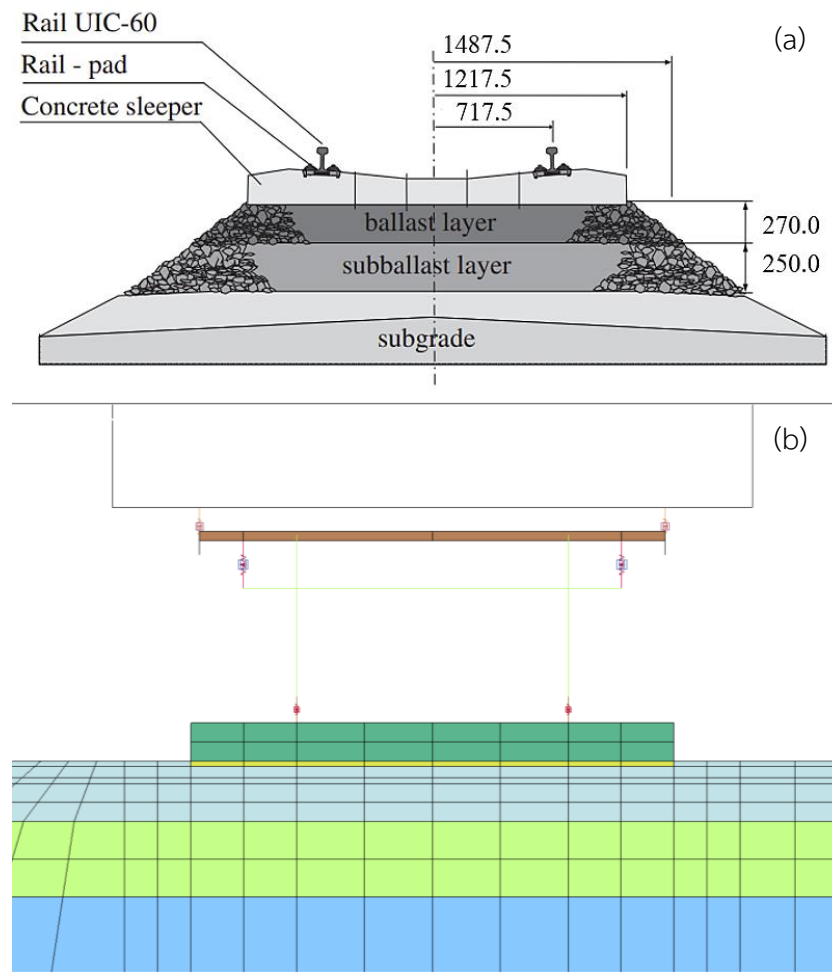 Rail UIC-60
Rail - pad
Concrete sleeper
(a)
1487.5
1217.5
717.5
ballast layer
270.0
subballast layer
250.0
subgrade
(b)